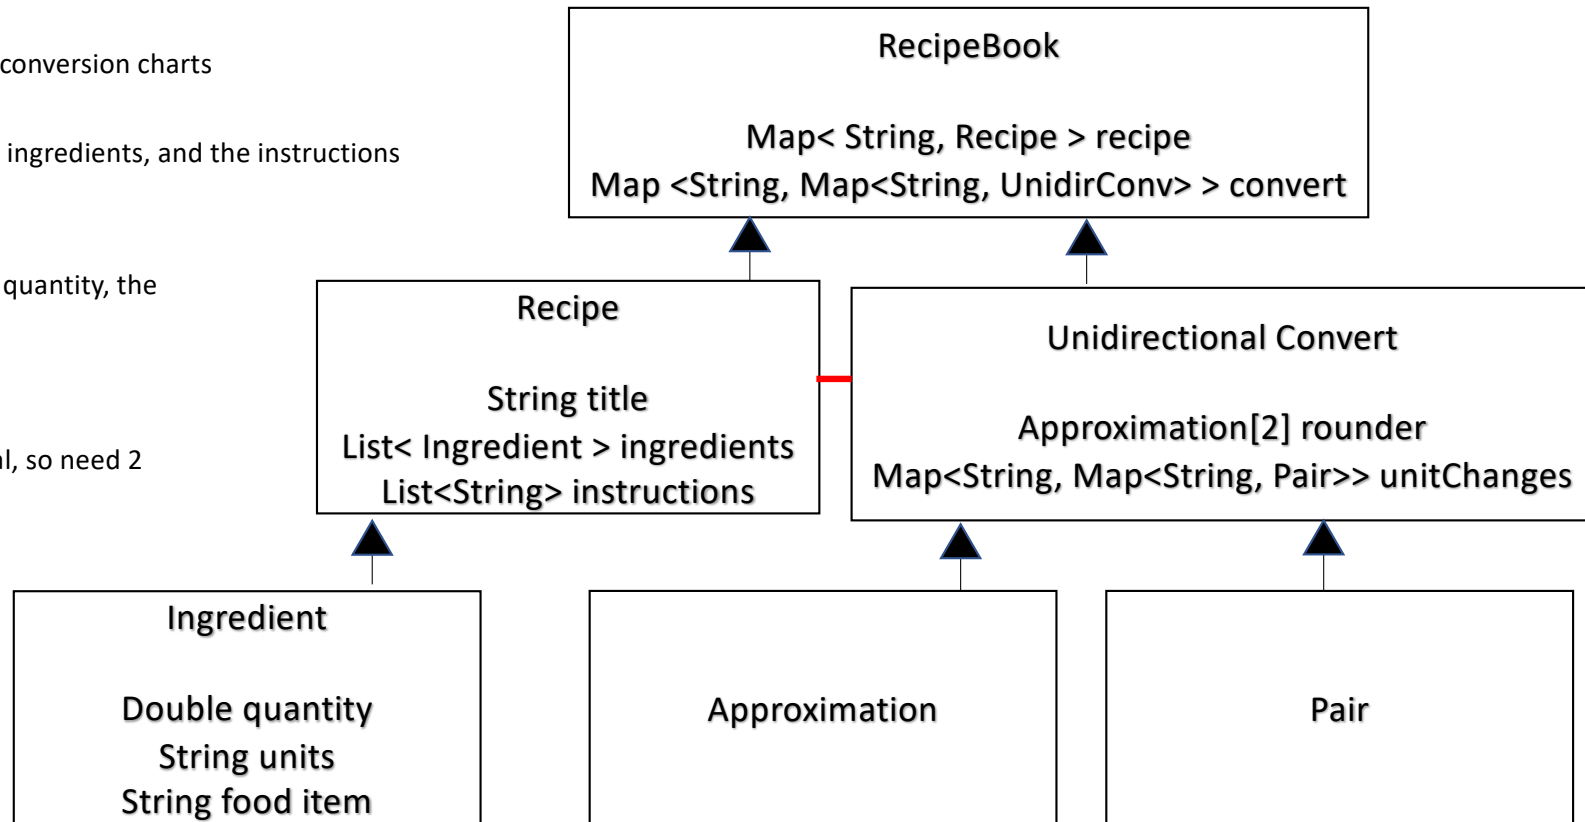 conversion charts
ingredients, and the instructions
quantity, the
l, so need 2
RecipeBook
Map< String, Recipe > recipe
Map <String, Map<String, UnidirConv> > convert
Recipe
String title
List< Ingredient > ingredients
List<String> instructions
Unidirectional Convert
Approximation[2] rounder
Map<String, Map<String, Pair>> unitChanges
Ingredient
Double quantity
String units
String food item
Approximation
Pair